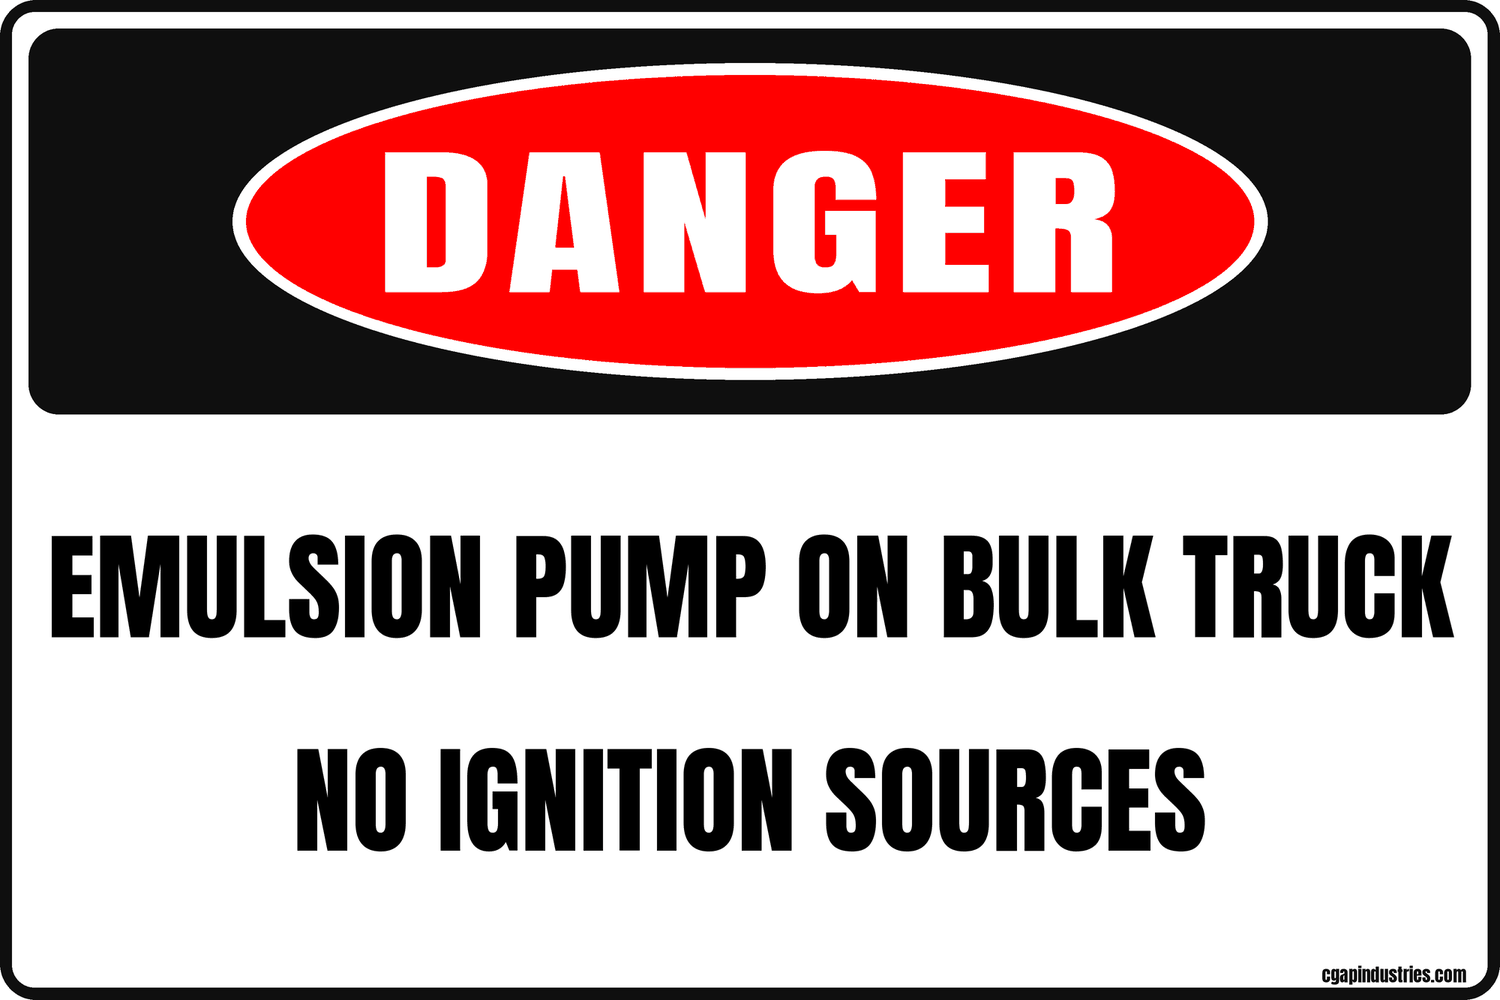 DANGER
EMULSION PUMP ON BULK TRUCK
NO IGNITION SOURCES
cgapindustries.com